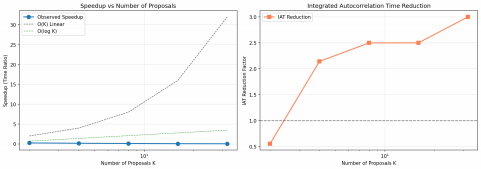 Speedup vs Number of Proposals
Observed Speedup
O(K) Linear
O(log K)
Speedup (Time Ratio)
30
25
20
15
10
5
0
10¹
Number of Proposals K
Integrated Autocorrelation Time Reduction
IAT Reduction
IAT Reduction Factor
3.0
2.5
2.0
1.5
1.0
0.5
Number of Proposals K